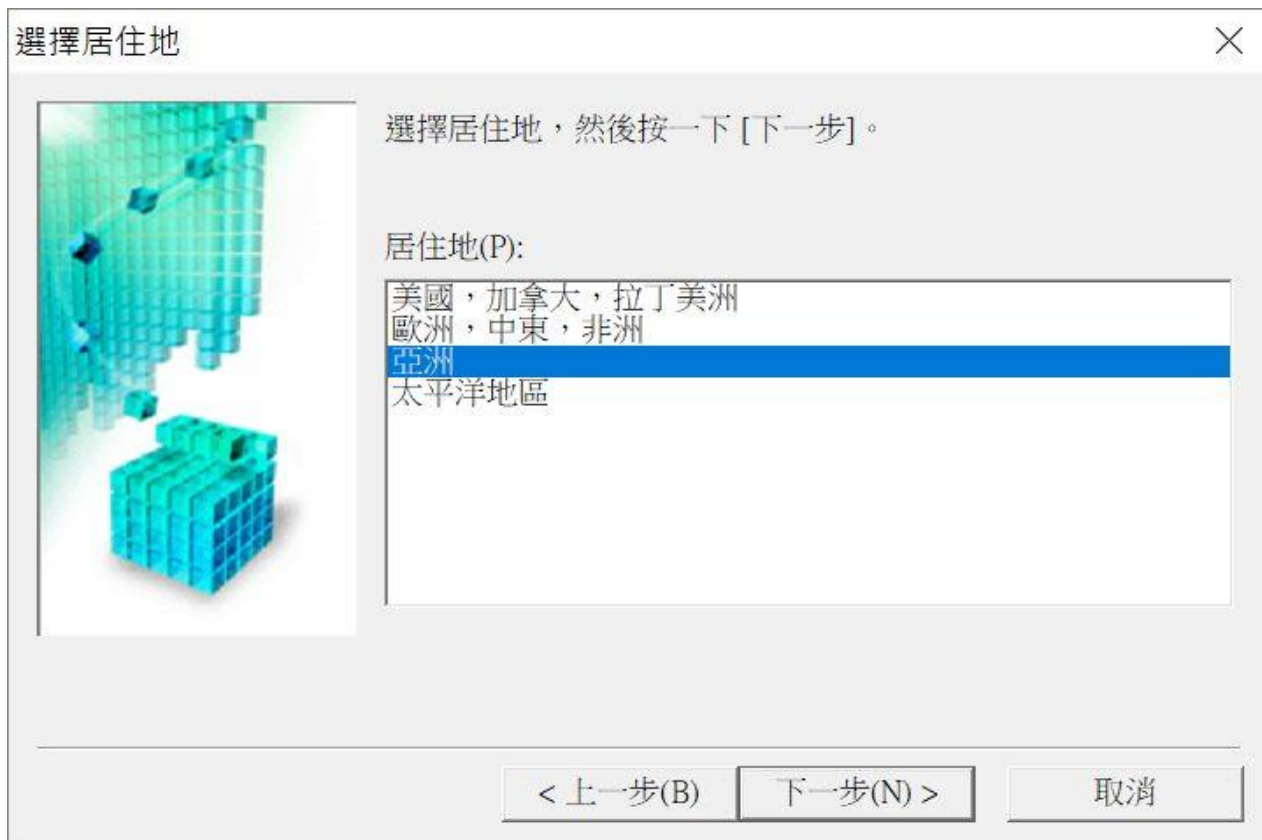 選擇居住地
選擇居住地，然後按一下 [下一步]。
居住地(P):
美國，加拿大，拉丁美洲
歐洲，中東，非洲
亞洲
太平洋地區
< 上一步(B)
下一步(N) >
取消